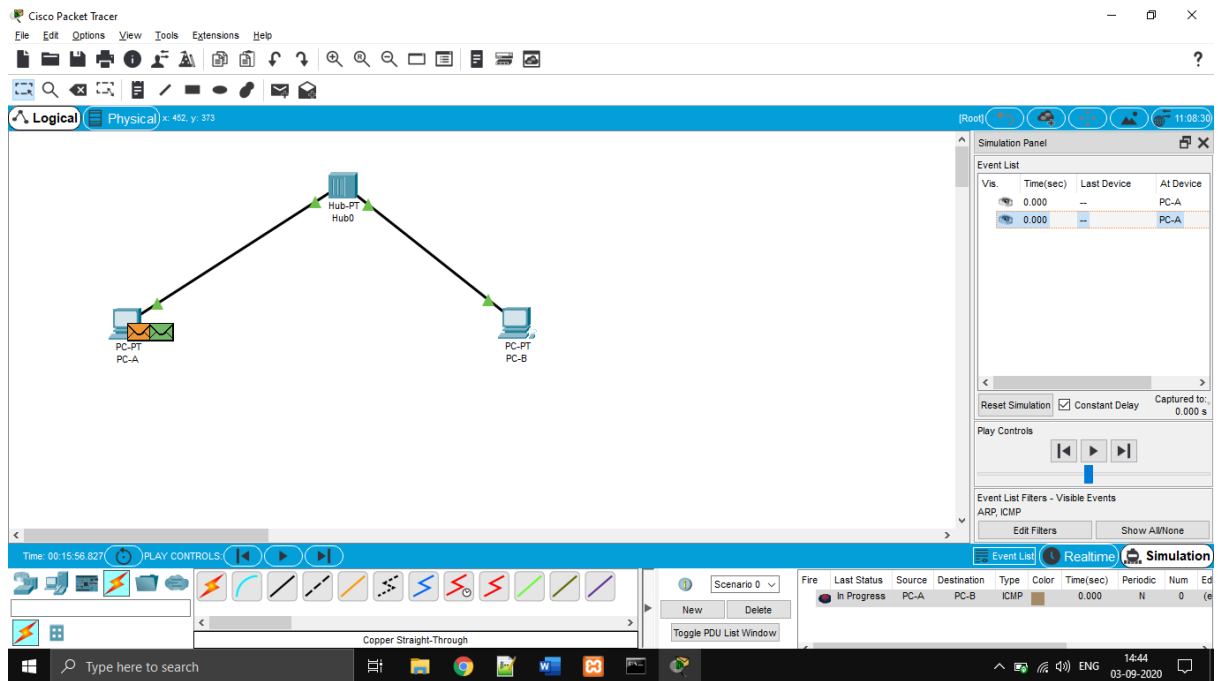 Cisco Packet Tracer
File Edit Options View Tools Extensions Help
?
Logical Physical x: 452, y: 373 [Root] 11:08:30
Hub-PT
Hub0
PC-PT
PC-A
PC-PT
PC-B
Simulation Panel
Event List
Vis. Time(sec) Last Device At Device
0.000 -- PC-A
0.000 -- PC-A
Reset Simulation Constant Delay Captured to:
0.000 s
Play Controls
Event List Filters - Visible Events
ARP, ICMP
Edit Filters Show All/None
Time: 00:15:56.827 PLAY CONTROLS: Event List Realtime Simulation
Copper Straight-Through
Scenario 0
New Delete
Toggle PDU List Window
Fire Last Status Source Destination Type Color Time(sec) Periodic Num Ed
In Progress PC-A PC-B ICMP 0.000 N 0 (e
Type here to search
ENG 14:44
03-09-2020